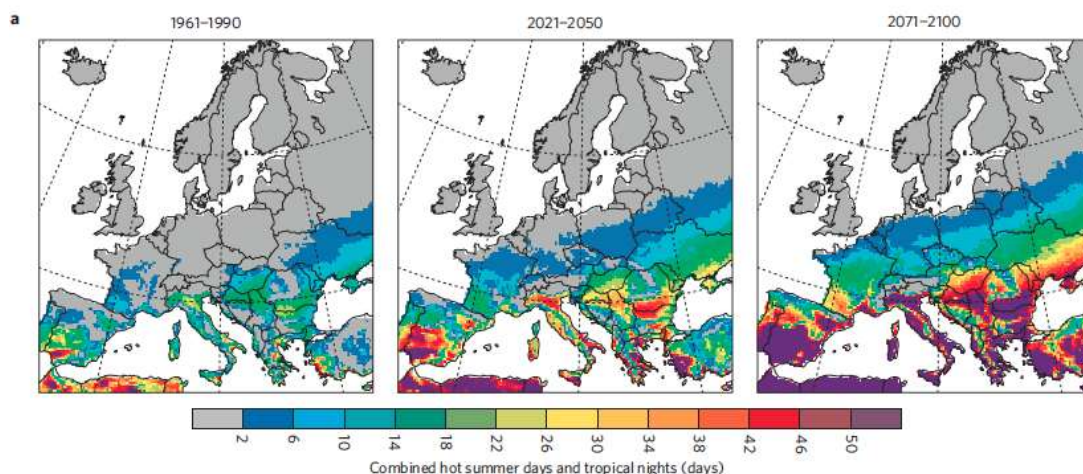 a
1961–1990 2021–2050 2071–2100
2 6 10 14 18 22 26 30 34 38 42 46 50
Combined hot summer days and tropical nights (days)